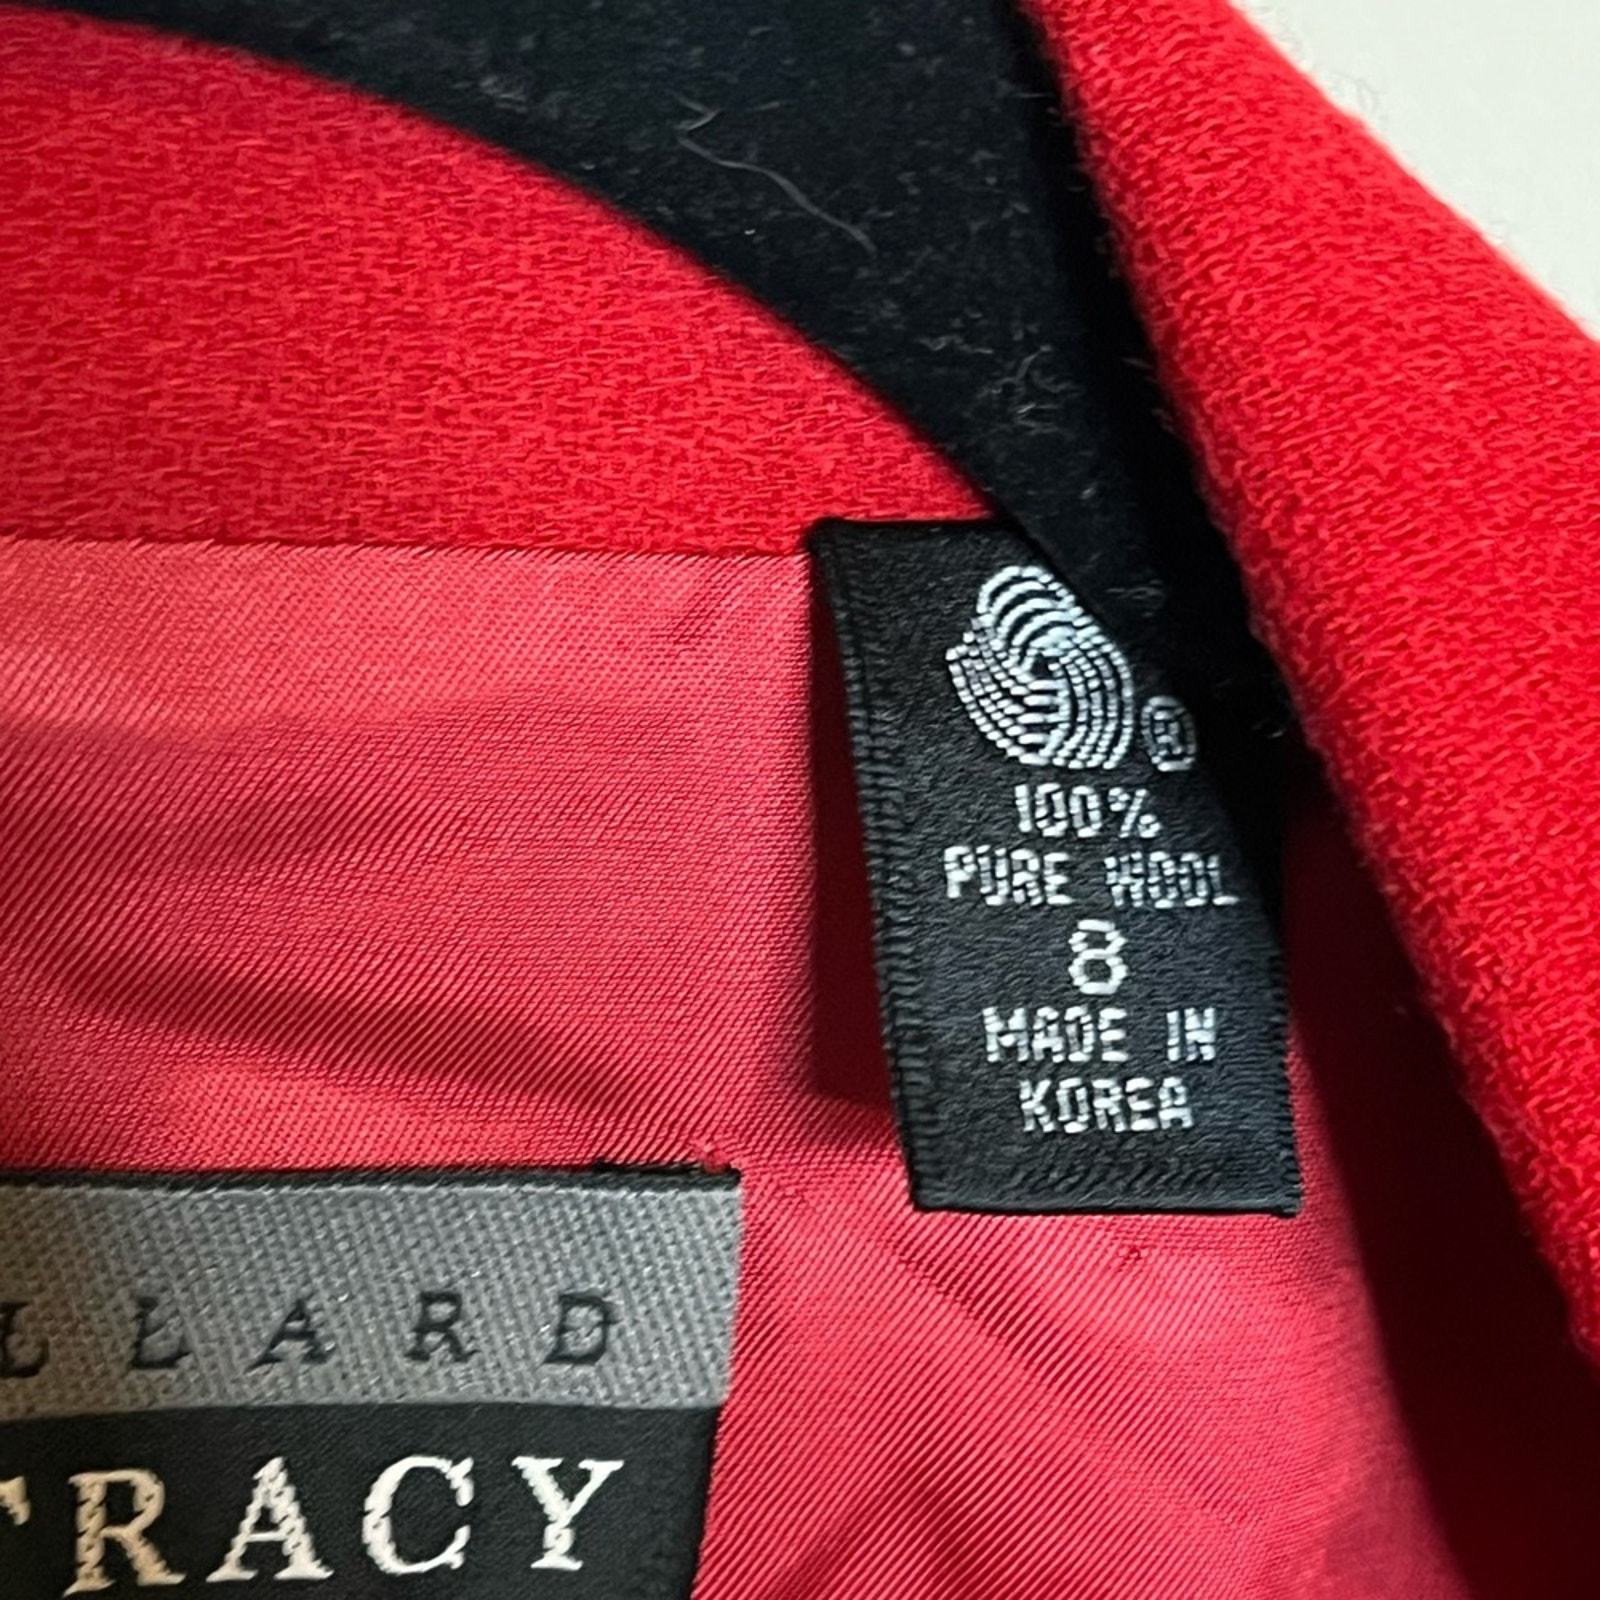 ®
100%
PURE WOOL
8
MADE IN
KOREA
LLARD
TRACY